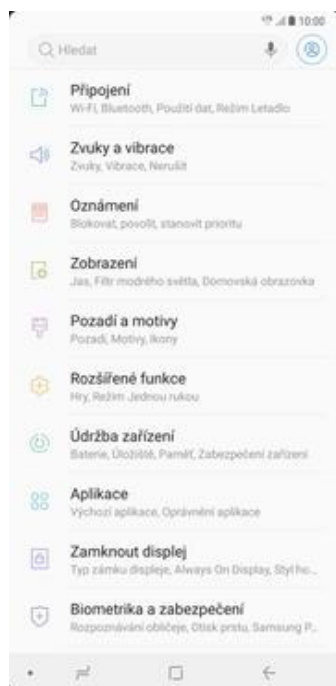 10:00
Hledat
Připojení
Wi-Fi, Bluetooth, Použití dat, Režim Letadlo
Zvuky a vibrace
Zvuky, Vibrace, Nerušit
Oznámení
Blokovat, povolit, stanovit prioritu
Zobrazení
Jas, Filtr modrého světla, Domovská obrazovka
Pozadí a motivy
Pozadí, Motivy, Ikony
Rozšířené funkce
Hry, Režim Jednou rukou
Údržba zařízení
Baterie, Úložiště, Paměť, Zabezpečení zařízení
Aplikace
Výchozí aplikace, Oprávnění aplikace
Zamknout displej
Typ zámku displeje, Always On Display, Styl ho...
Biometrika a zabezpečení
Rozpoznávání obličeje, Otisk prstu, Samsung P...